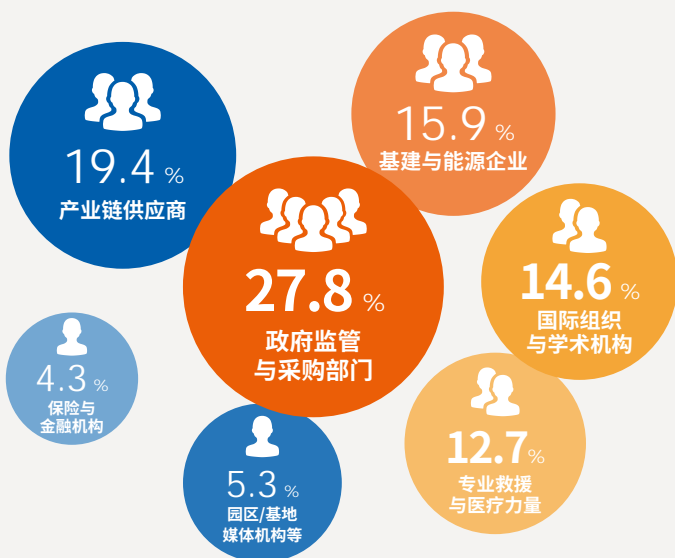 19.4 %
产业链供应商
15.9 %
基建与能源企业
27.8 %
政府监管
与采购部门
14.6 %
国际组织
与学术机构
4.3 %
保险与
金融机构
5.3 %
园区/基地
媒体机构等
12.7%
专业救援
与医疗力量